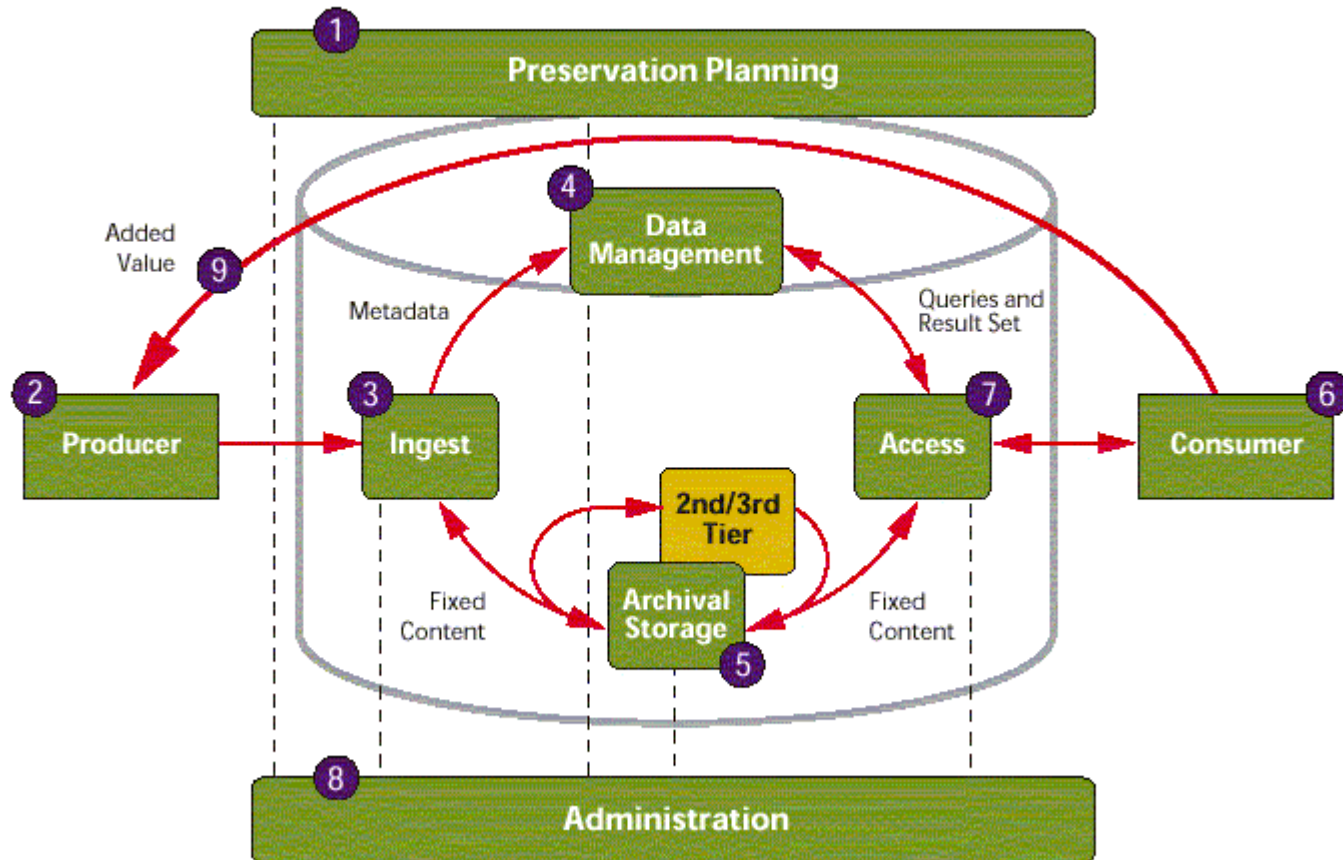 1
Preservation Planning
4
Data
Management
Added
Value
9
Metadata
Queries and
Result Set
2
Producer
3
Ingest
7
Access
6
Consumer
2nd/3rd
Tier
Fixed
Content
Archival
Storage
5
Fixed
Content
8
Administration